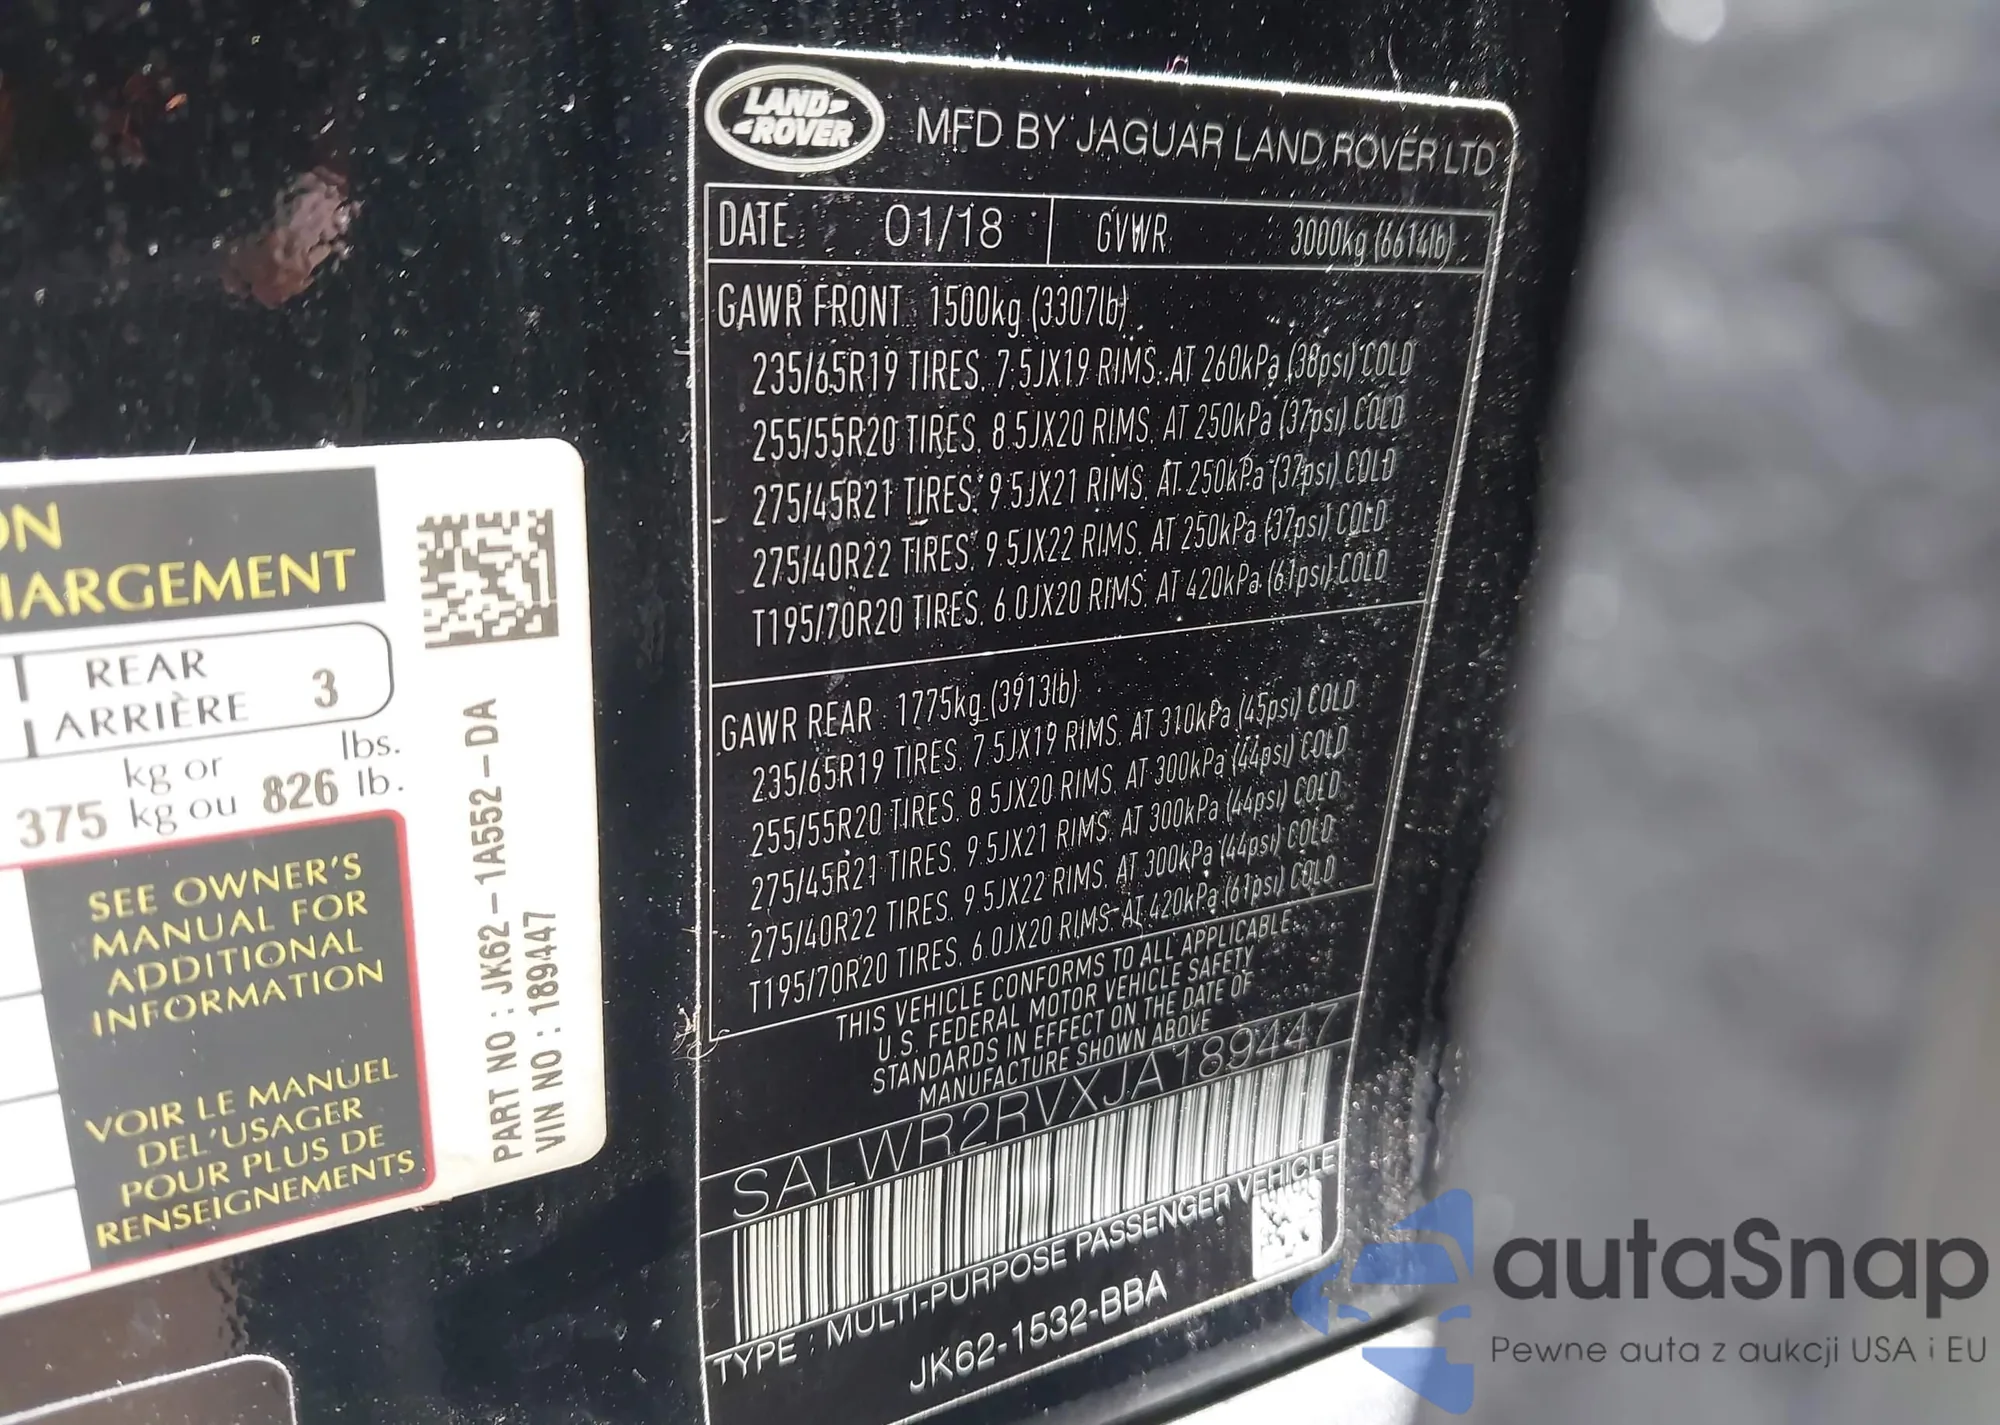 LAND-
ROVER
MFD BY JAGUAR LAND ROVER LTD
DATE 01/18 GVWR 3000kg (6614lb)
GAWR FRONT 1500kg (3307lb)
235/65R19 TIRES. 7.5JX19 RIMS. AT 260kPa (38psi) COLD
255/55R20 TIRES. 8.5JX20 RIMS. AT 250kPa (37psi) COLD
275/45R21 TIRES. 9.5JX21 RIMS. AT 250kPa (37psi) COLD
275/40R22 TIRES. 9.5JX22 RIMS. AT 250kPa (37psi) COLD
T195/70R20 TIRES. 6.0JX20 RIMS. AT 420kPa (61psi) COLD
GAWR REAR 1775kg (3913lb)
235/65R19 TIRES. 7.5JX19 RIMS. AT 310kPa (45psi) COLD
255/55R20 TIRES. 8.5JX20 RIMS. AT 300kPa (44psi) COLD
275/45R21 TIRES. 9.5JX21 RIMS. AT 300kPa (44psi) COLD
275/40R22 TIRES. 9.5JX22 RIMS. AT 300kPa (44psi) COLD
T195/70R20 TIRES. 6.0JX20 RIMS. AT 420kPa (61psi) COLD
THIS VEHICLE CONFORMS TO ALL APPLICABLE
U.S. FEDERAL MOTOR VEHICLE SAFETY
STANDARDS IN EFFECT ON THE DATE OF
MANUFACTURE SHOWN ABOVE
SALWR2RVXJA189447
TYPE : MULTI-PURPOSE PASSENGER VEHICLE
JK62-1532-BBA
ON
HARGEMENT
REAR
ARRIÈRE 3
kg or lbs.
375 kg ou 826 lb.
SEE OWNER'S
MANUAL FOR
ADDITIONAL
INFORMATION
VOIR LE MANUEL
DEL'USAGER
POUR PLUS DE
RENSEIGNEMENTS
PART NO : JK62-1A552-DA
VIN NO : 189447
autaSnap
Pewne auta z aukcji USA i EU